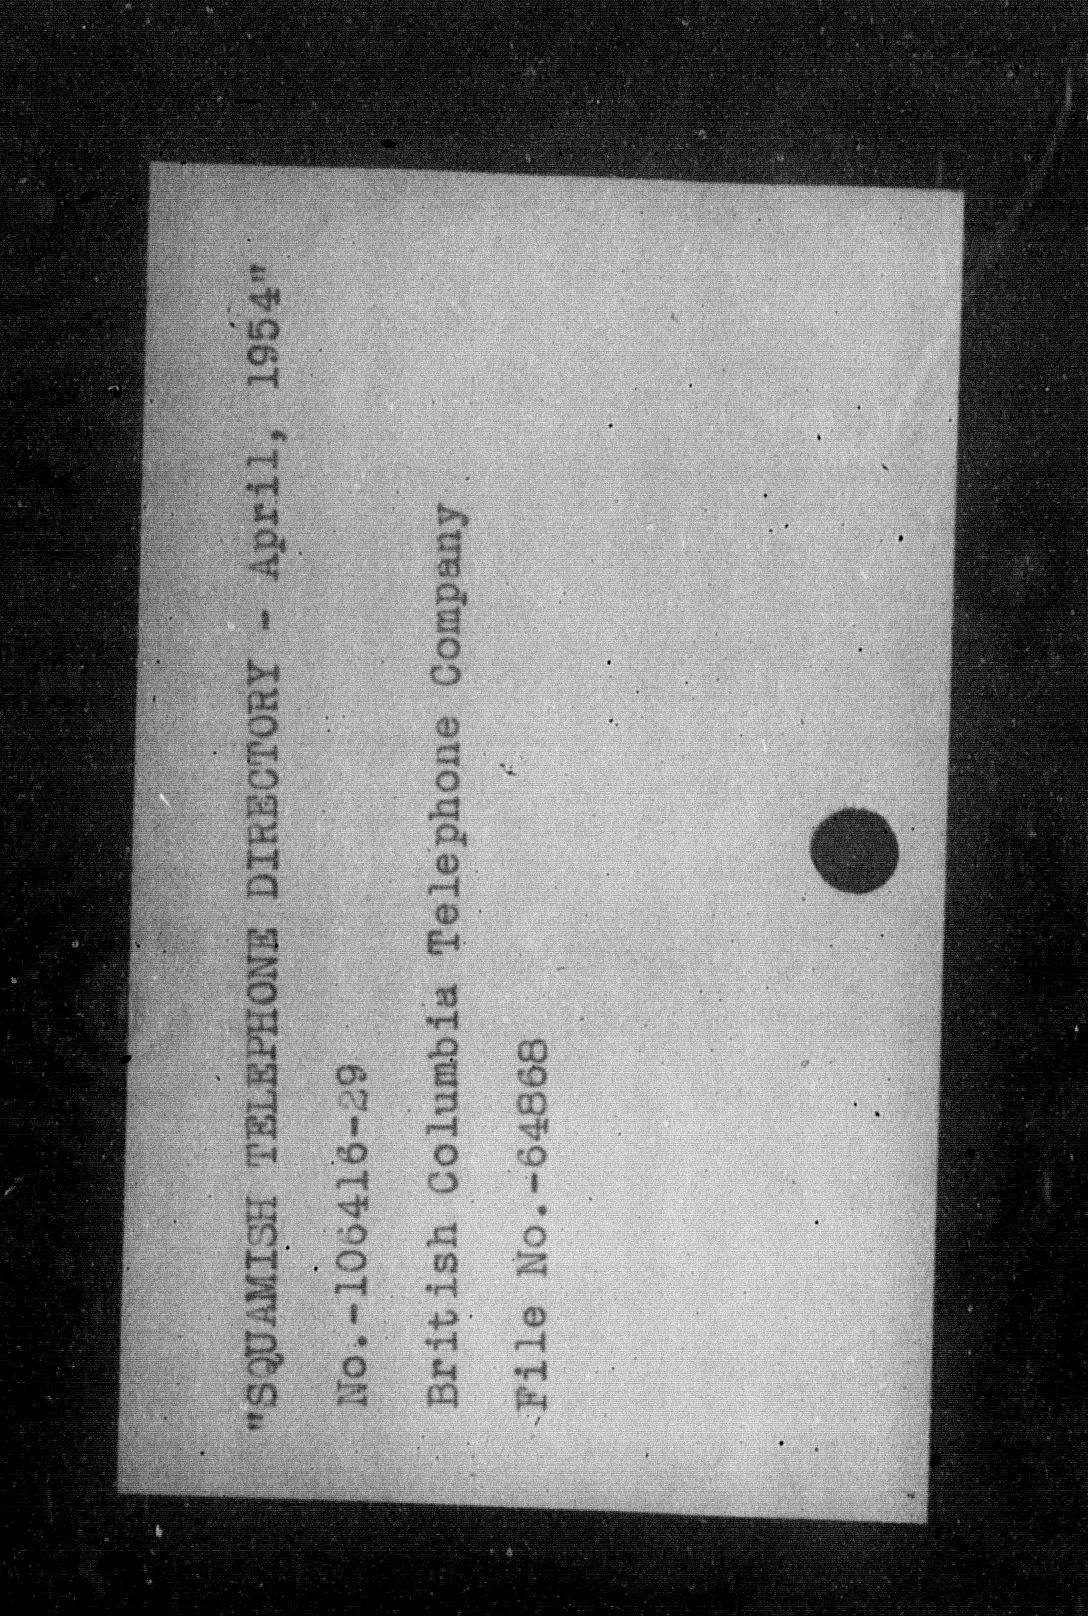 "SQUAMISH TELEPHONE DIRECTORY - April, 1954"
No.-106416-29
British Columbia Telephone Company
File No.-64868